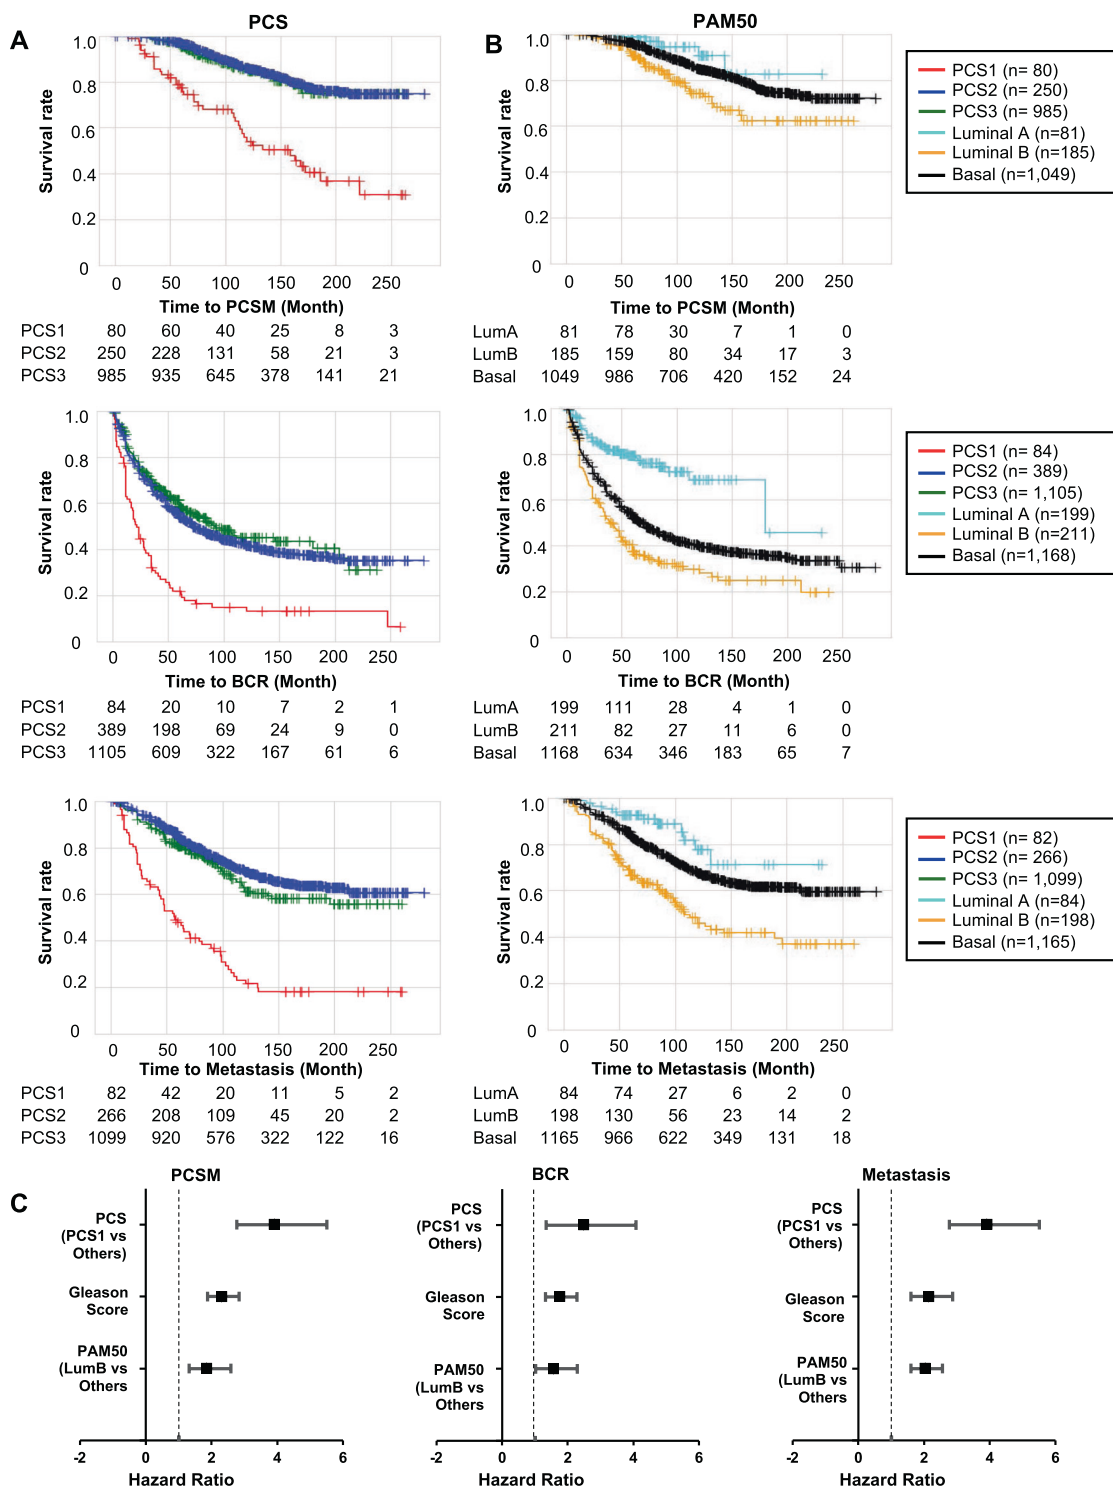 PCS
PAM50
A
B
1.0
0.8
0.6
0.4
0.2
0
Survival rate
0 50 100 150 200 250
Time to PCSM (Month)
PCS1 80 60 40 25 8 3
PCS2 250 228 131 58 21 3
PCS3 985 935 645 378 141 21
1.0
0.8
0.6
0.4
0.2
0
Survival rate
0 50 100 150 200 250
Time to PCSM (Month)
LumA 81 78 30 7 1 0
LumB 185 159 80 34 17 3
Basal 1049 986 706 420 152 24
PCS1 (n= 80)
PCS2 (n= 250)
PCS3 (n= 985)
Luminal A (n=81)
Luminal B (n=185)
Basal (n=1,049)
1.0
0.8
0.6
0.4
0.2
0
Survival rate
0 50 100 150 200 250
Time to BCR (Month)
PCS1 84 20 10 7 2 1
PCS2 389 198 69 24 9 0
PCS3 1105 609 322 167 61 6
1.0
0.8
0.6
0.4
0.2
0
Survival rate
0 50 100 150 200 250
Time to BCR (Month)
LumA 199 111 28 4 1 0
LumB 211 82 27 11 6 0
Basal 1168 634 346 183 65 7
PCS1 (n= 84)
PCS2 (n= 389)
PCS3 (n= 1,105)
Luminal A (n=199)
Luminal B (n=211)
Basal (n=1,168)
1.0
0.8
0.6
0.4
0.2
0
Survival rate
0 50 100 150 200 250
Time to Metastasis (Month)
PCS1 82 42 20 11 5 2
PCS2 266 208 109 45 20 2
PCS3 1099 920 576 322 122 16
1.0
0.8
0.6
0.4
0.2
0
Survival rate
0 50 100 150 200 250
Time to Metastasis (Month)
LumA 84 74 27 6 2 0
LumB 198 130 56 23 14 2
Basal 1165 966 622 349 131 18
PCS1 (n= 82)
PCS2 (n= 266)
PCS3 (n= 1,099)
Luminal A (n=84)
Luminal B (n=198)
Basal (n=1,165)
C
PCSM
PCS
(PCS1 vs
Others)
Gleason
Score
PAM50
(LumB vs
Others
-2 0 2 4 6
Hazard Ratio
BCR
PCS
(PCS1 vs
Others)
Gleason
Score
PAM50
(LumB vs
Others
-2 0 2 4 6
Hazard Ratio
Metastasis
PCS
(PCS1 vs
Others)
Gleason
Score
PAM50
(LumB vs
Others
-2 0 2 4 6
Hazard Ratio